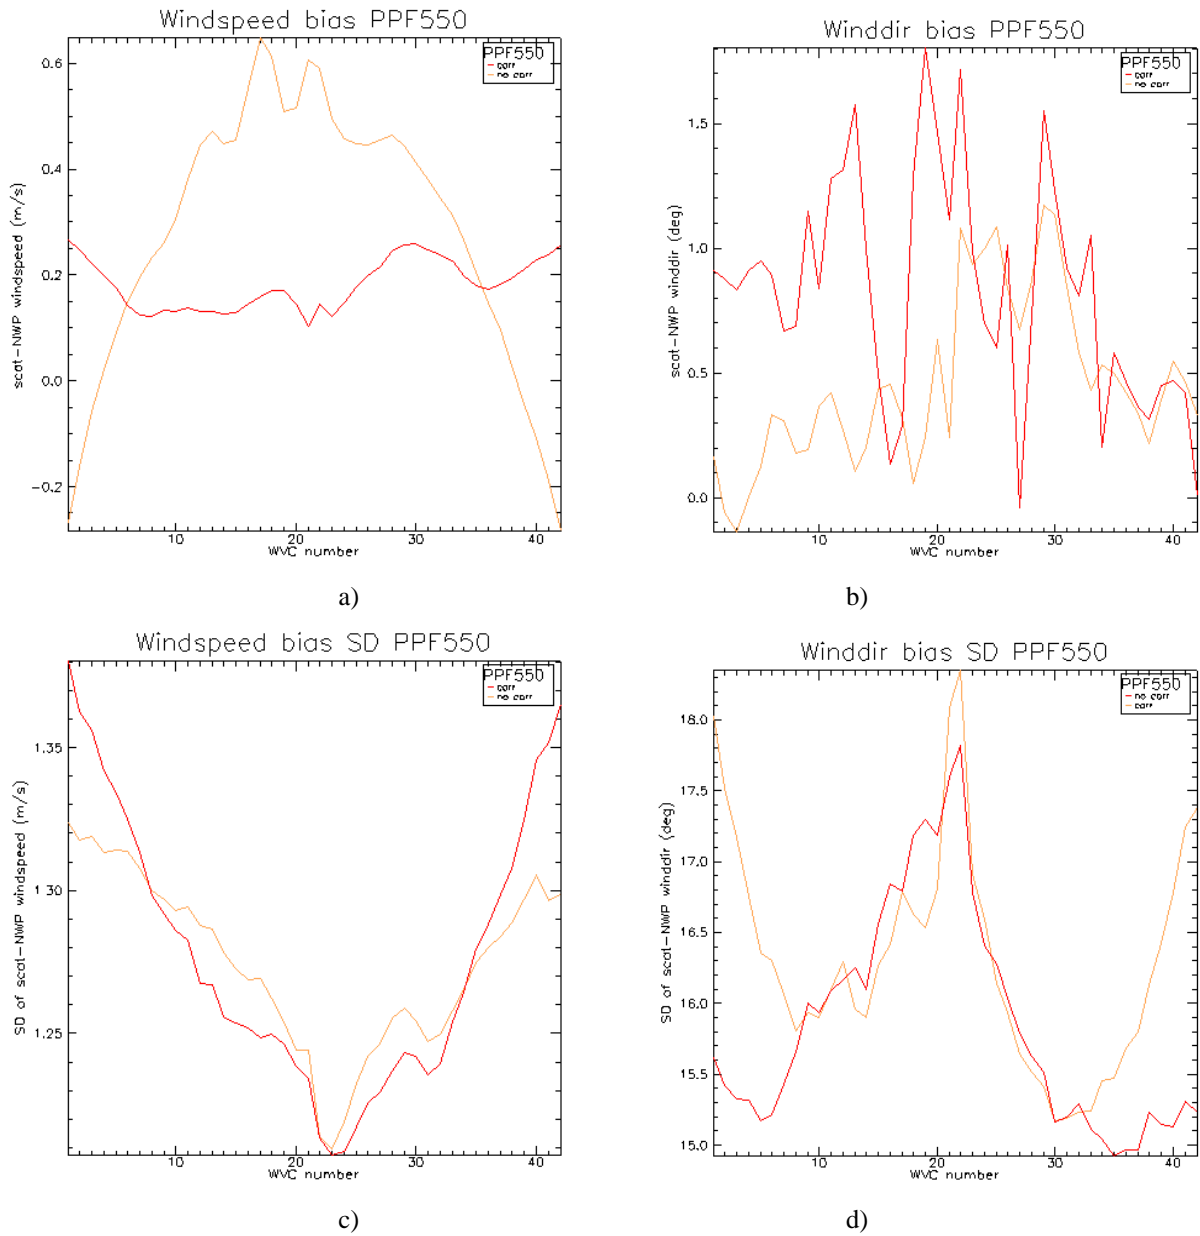 Windspeed bias PPF550
PPF550
corr
no corr
0.6
0.4
0.2
0.0
-0.2
scat-NWP windspeed (m/s)
10
20
30
40
WVC number
a)
Winddir bias PPF550
PPF550
corr
no corr
1.5
1.0
0.5
0.0
scat-NWP winddir (deg)
10
20
30
40
WVC number
b)
Windspeed bias SD PPF550
PPF550
corr
no corr
1.35
1.30
1.25
SD of scat-NWP windspeed (m/s)
10
20
30
40
WVC number
c)
Winddir bias SD PPF550
PPF550
no corr
corr
18.0
17.5
17.0
16.5
16.0
15.5
15.0
SD of scat-NWP winddir (deg)
10
20
30
40
WVC number
d)